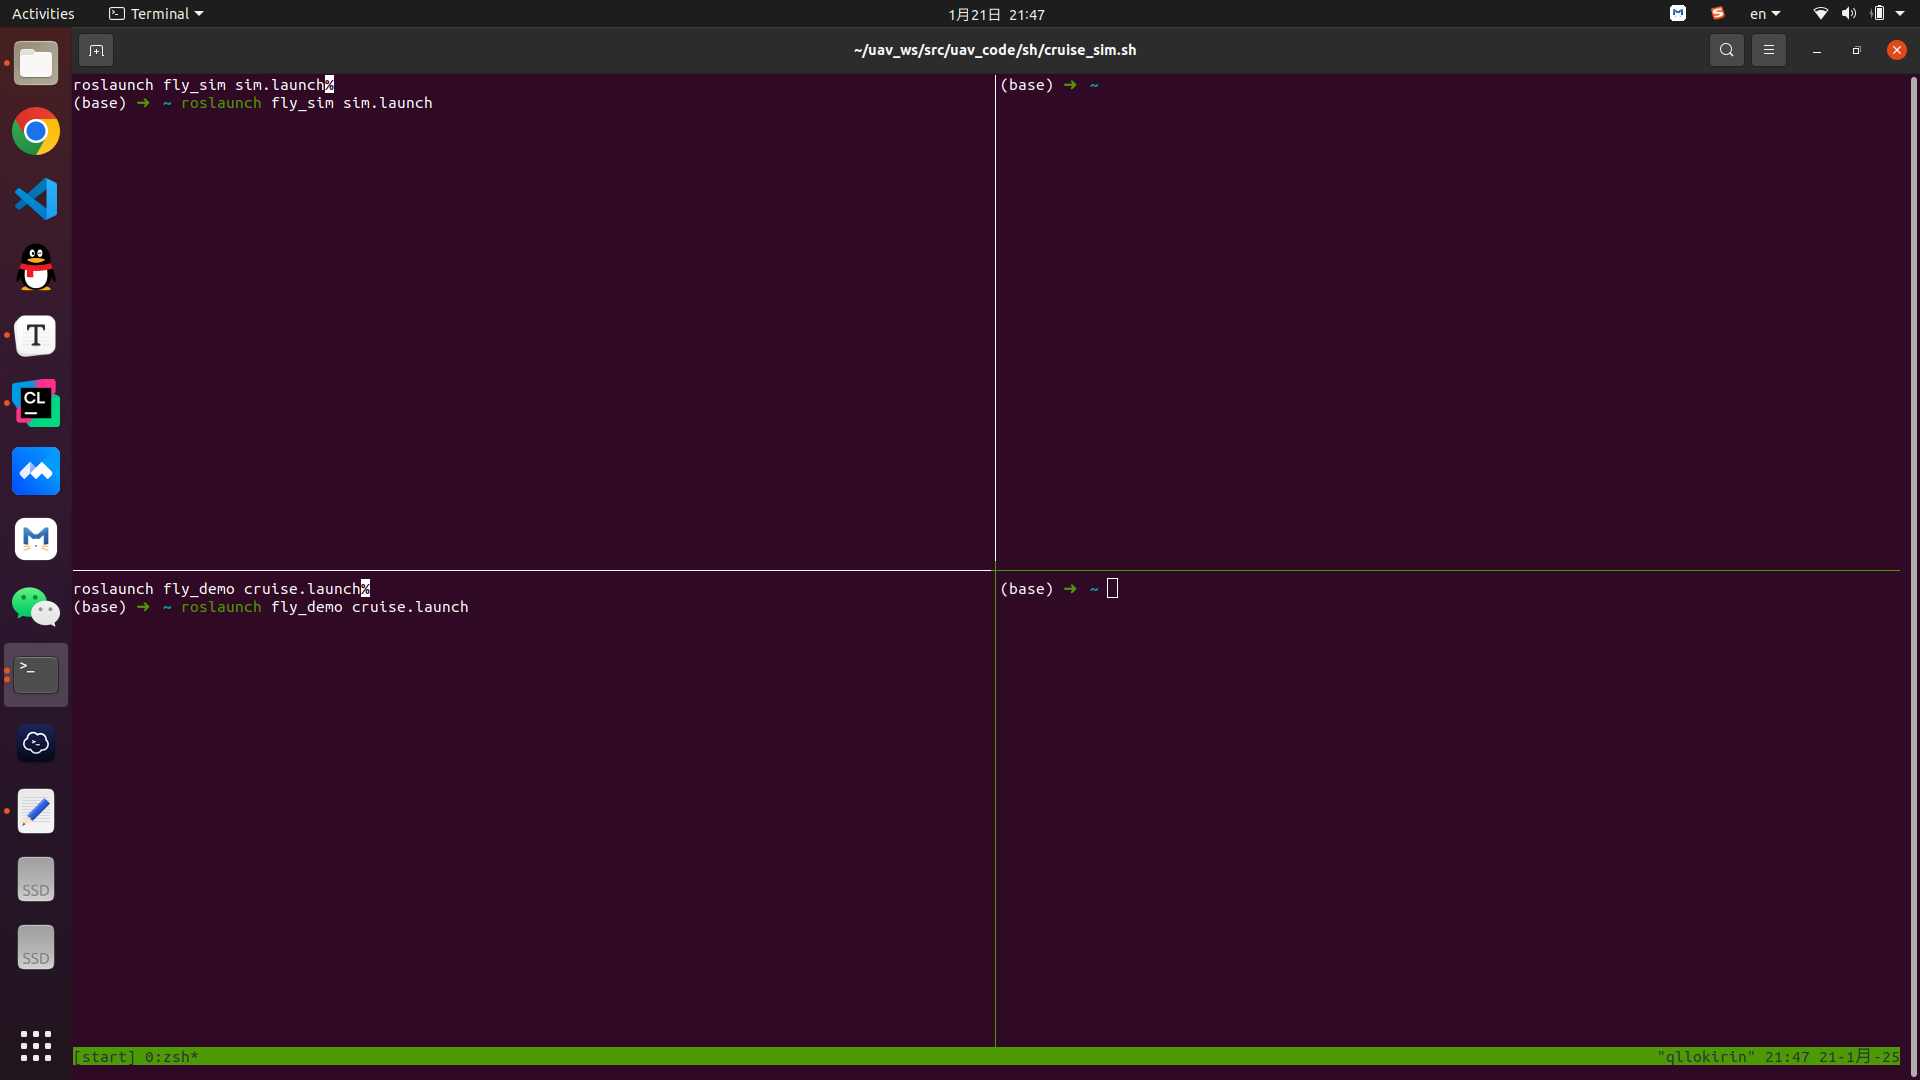 Activities
Terminal
1月21日 21:47
en
~/uav_ws/src/uav_code/sh/cruise_sim.sh
roslaunch fly_sim sim.launch%
(base) ➜ ~ roslaunch fly_sim sim.launch
(base) ➜ ~
roslaunch fly_demo cruise.launch%
(base) ➜ ~ roslaunch fly_demo cruise.launch
(base) ➜ ~
T
CL
>_
SSD
SSD
[start] 0:zsh*
"qllokirin" 21:47 21-1月-25